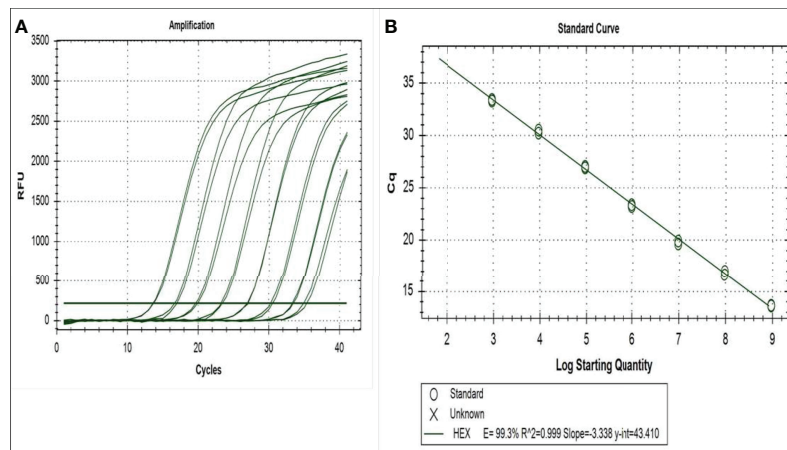 A
Amplification
3500
3000
2500
2000
1500
1000
500
0
RFU
0
10
20
30
40
Cycles
B
Standard Curve
35
30
25
20
15
Cq
2
3
4
5
6
7
8
9
Log Starting Quantity
Standard
Unknown
HEX E= 99.3% R^2=0.999 Slope=-3.338 y-int=43.410